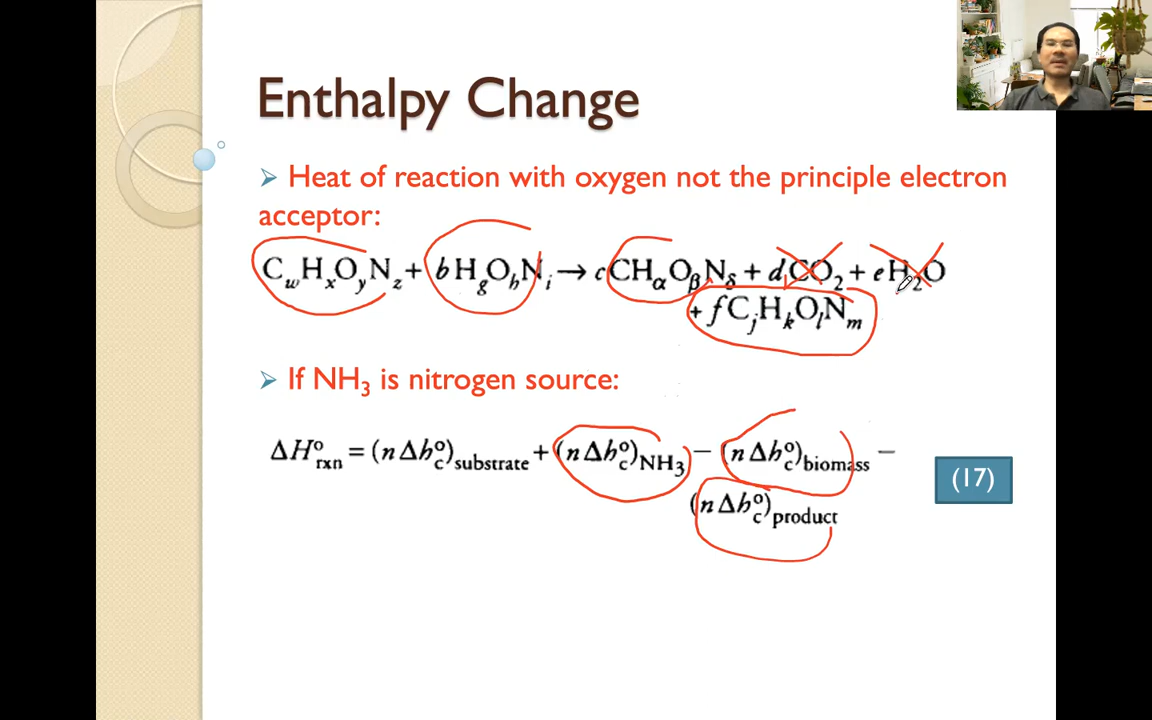 Enthalpy Change
Heat of reaction with oxygen not the principle electron
acceptor:
CwHxOyNz + bHgOhNi → cCHαOβNδ + dCO₂ + eH₂O
+ fCjHkOlNm
If NH₃ is nitrogen source:
ΔH°rxn = (nΔh°c)substrate + (nΔh°c)NH₃ − (nΔh°c)biomass −
(nΔh°c)product
(17)